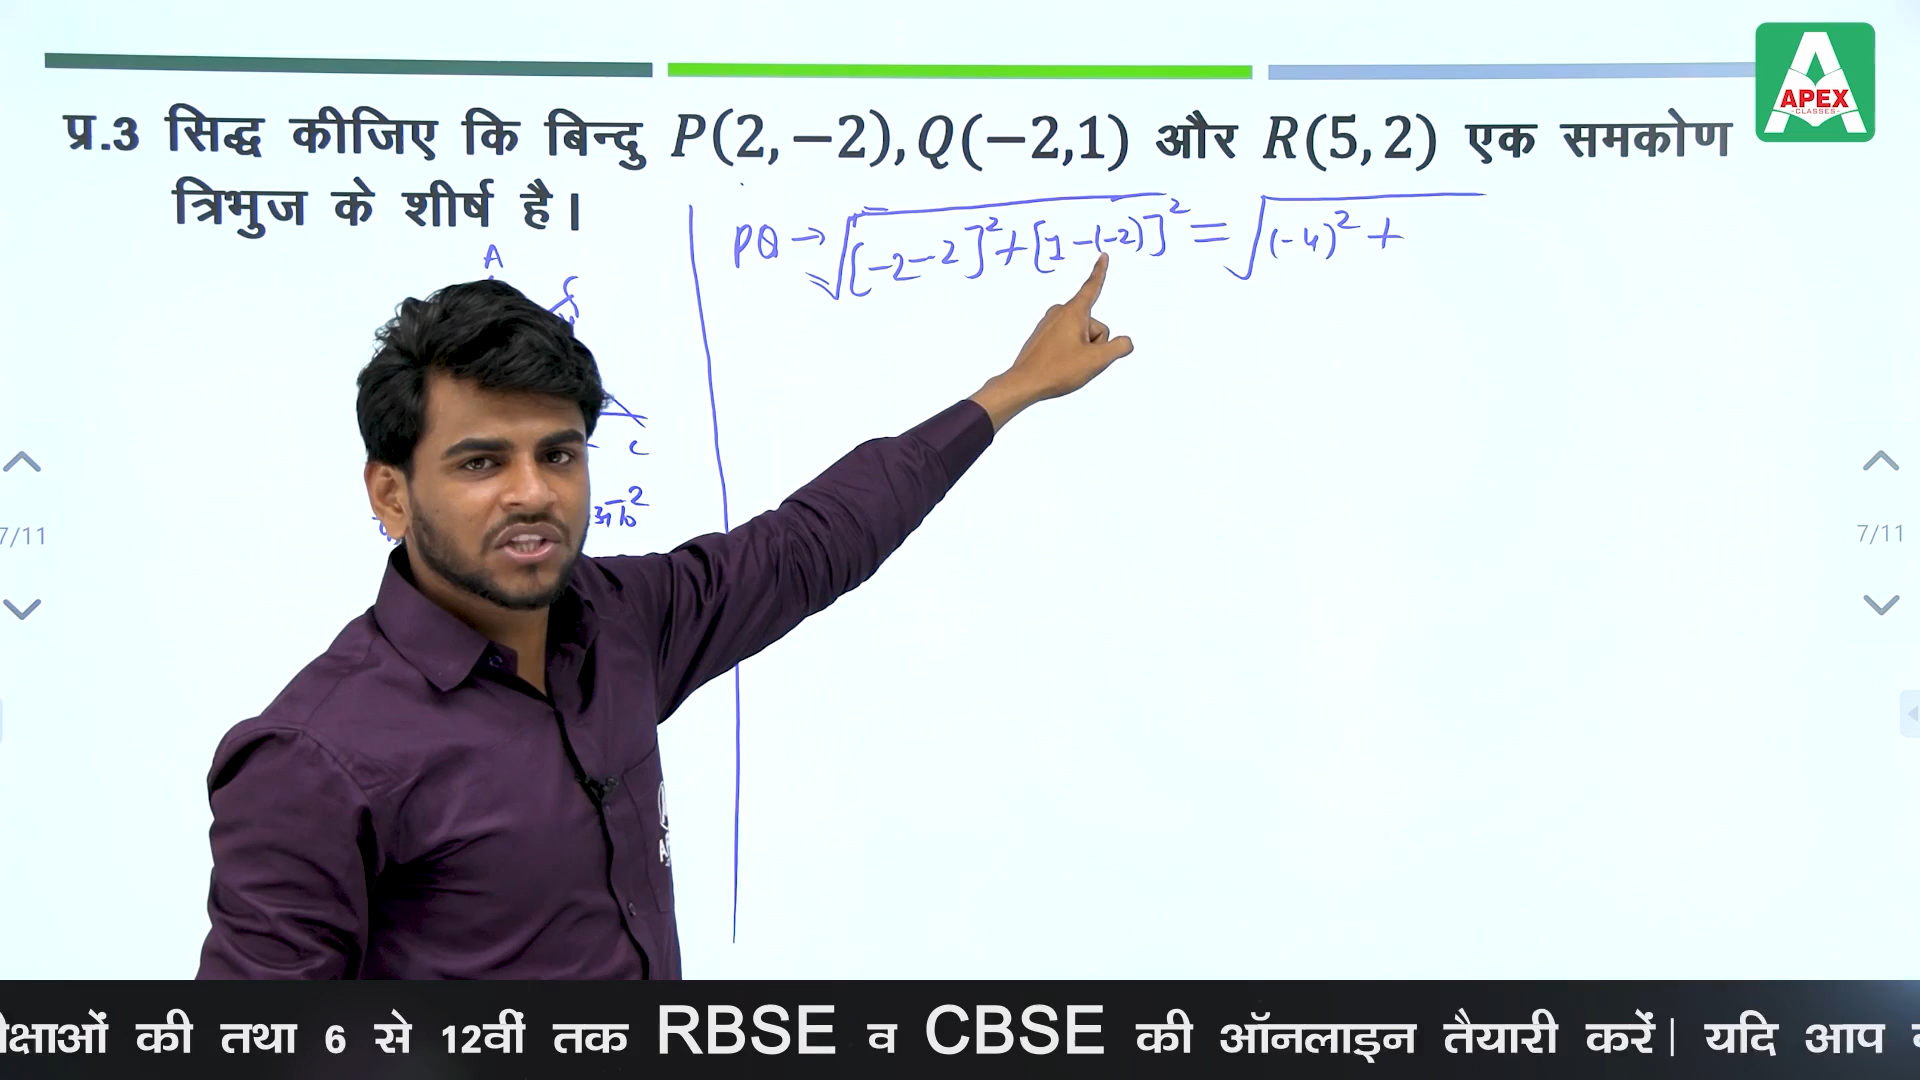 APEX
CLASSES
प्र.3 सिद्ध कीजिए कि बिन्दु P(2,−2),Q(−2,1) और R(5,2) एक समकोण
त्रिभुज के शीर्ष है।
PQ → √[-2-2]²+[1-(-2)]² = √(-4)² +
A
C
7/11
7/11
की तथा 6 से 12वीं तक RBSE व CBSE की ऑनलाइन तैयारी करें| यदि आप